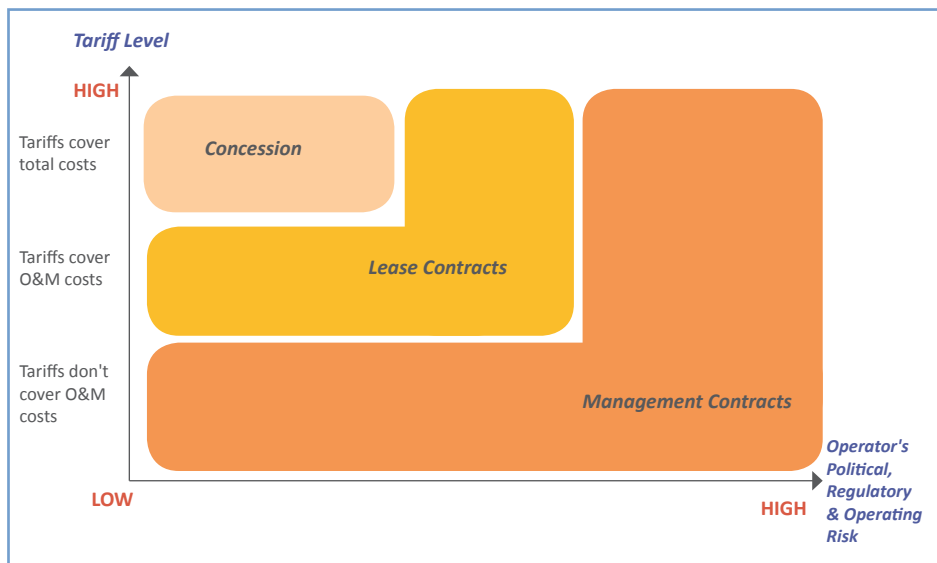 Tariff Level
HIGH
Tariffs cover
total costs
Concession
Tariffs cover
O&M costs
Lease Contracts
Tariffs don't
cover O&M
costs
Management Contracts
LOW
HIGH
Operator's
Political,
Regulatory
& Operating
Risk